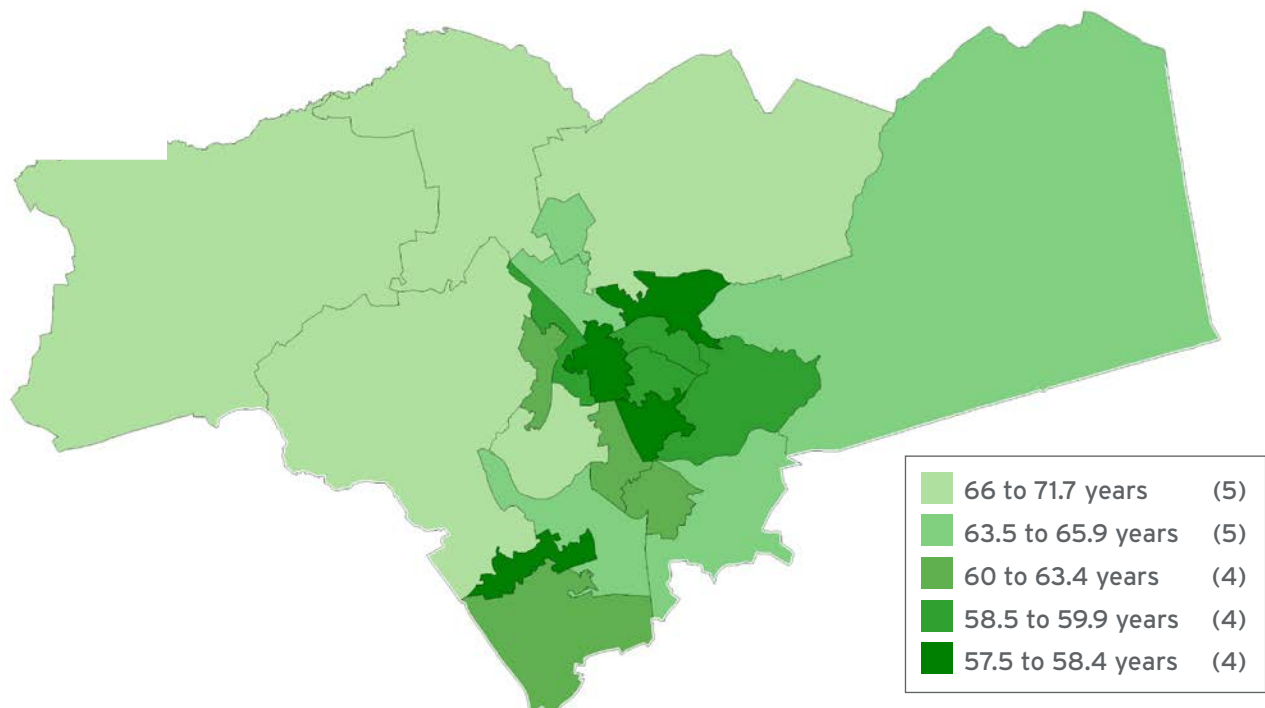 66 to 71.7 years (5)
63.5 to 65.9 years (5)
60 to 63.4 years (4)
58.5 to 59.9 years (4)
57.5 to 58.4 years (4)